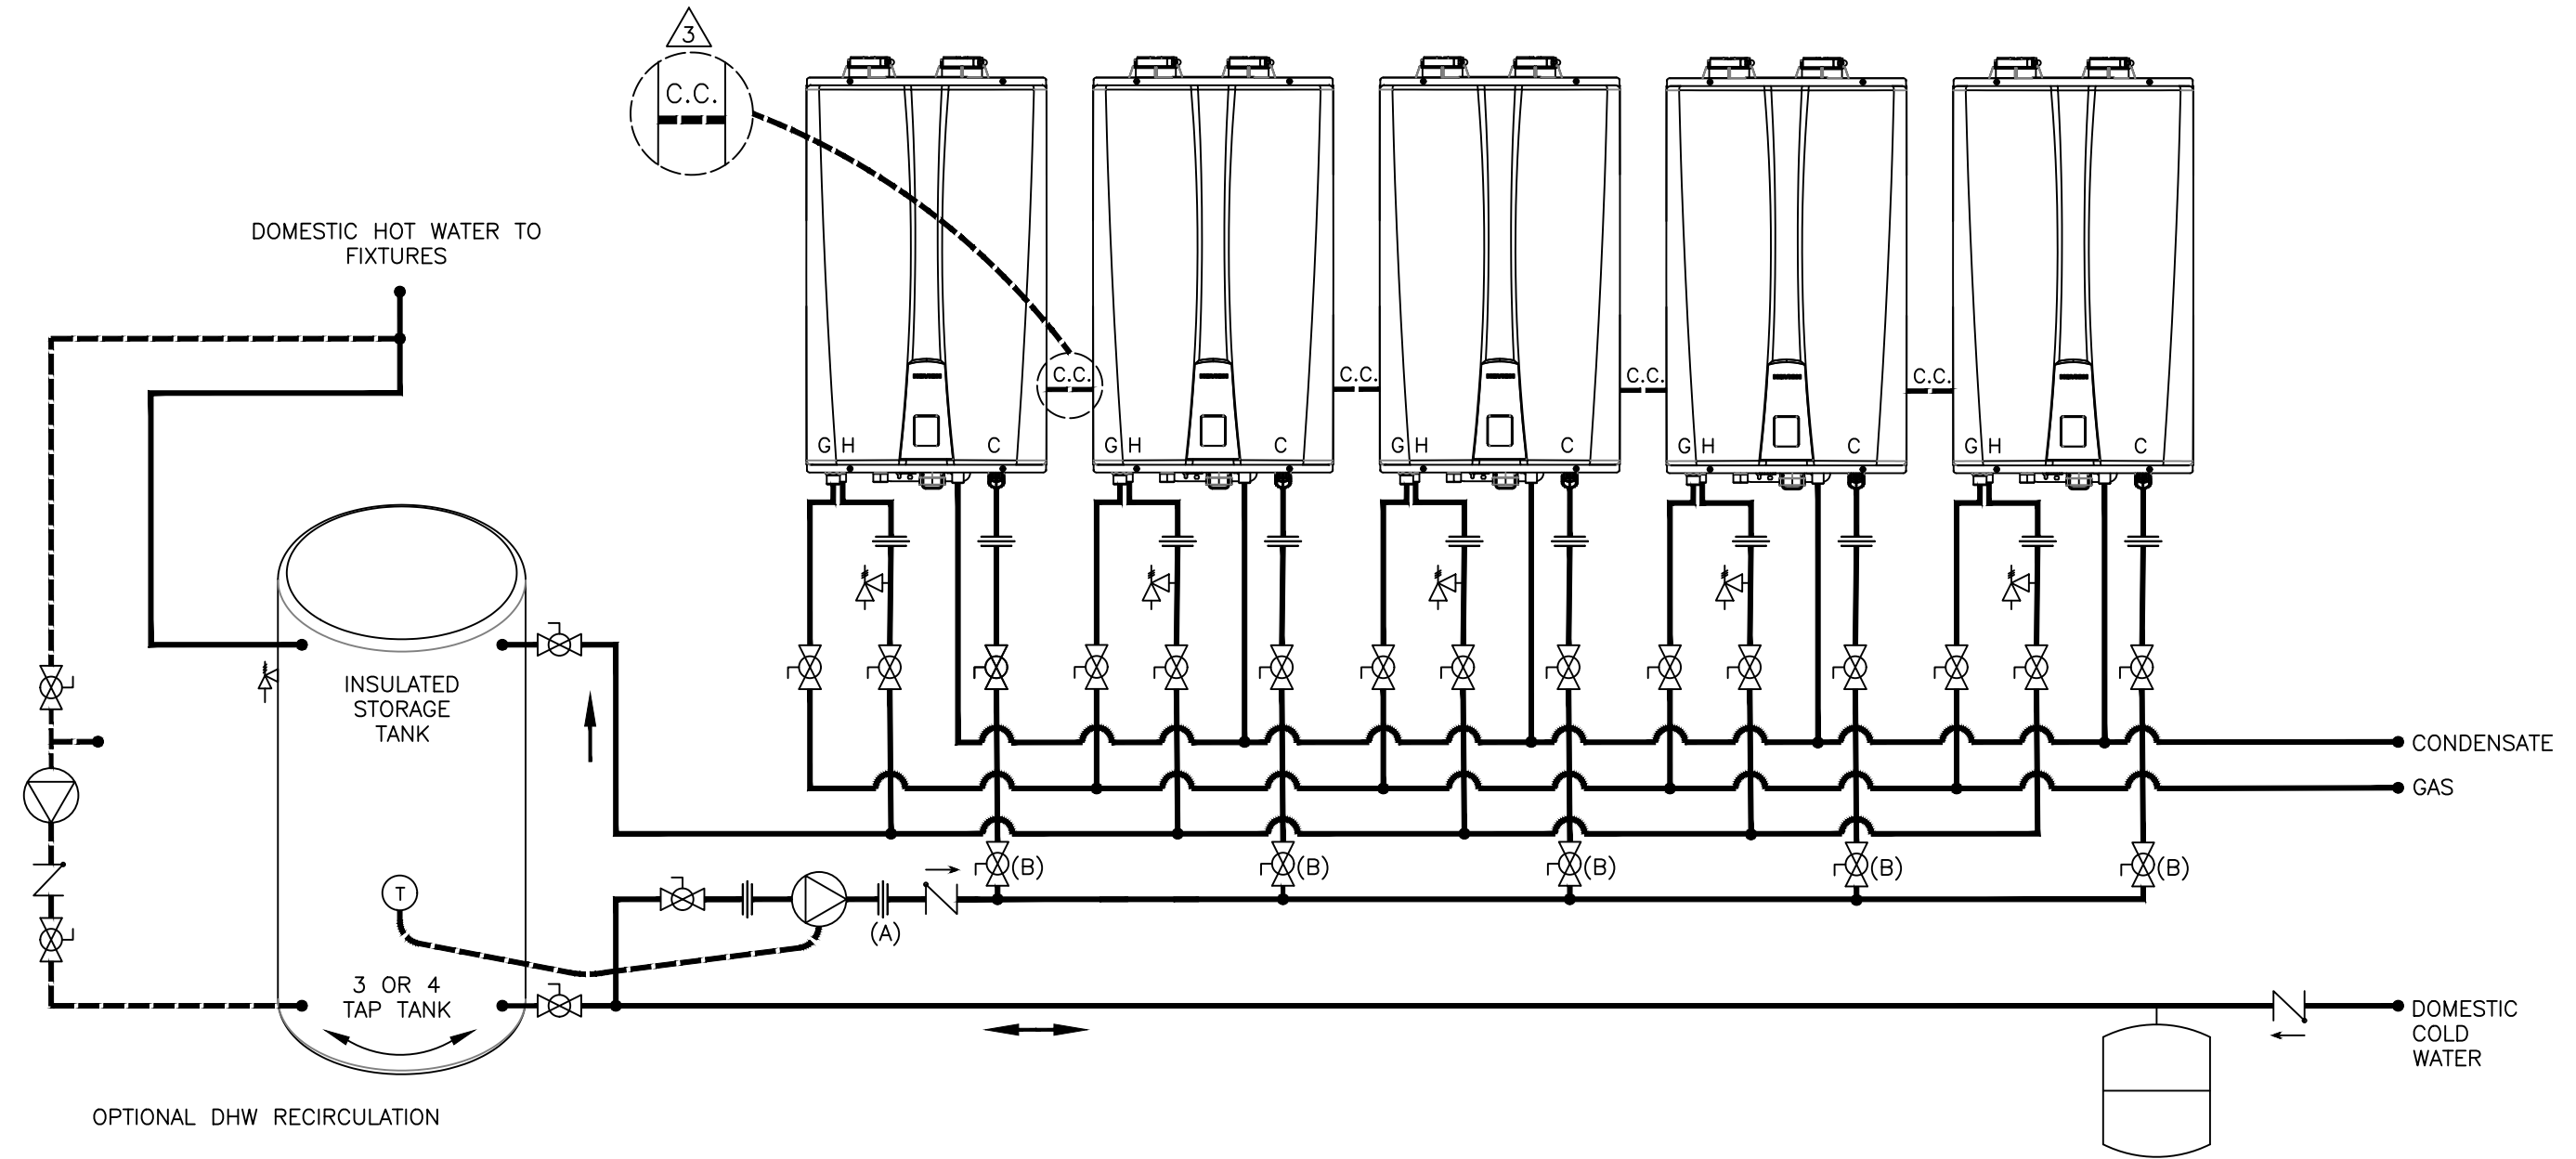 3
C.C.
DOMESTIC HOT WATER TO
FIXTURES
C.C.
C.C.
C.C.
C.C.
G H C
G H C
G H C
G H C
G H C
INSULATED
STORAGE
TANK
CONDENSATE
GAS
(B)
(B)
(B)
(B)
(B)
T
(A)
3 OR 4
TAP TANK
DOMESTIC
COLD
WATER
OPTIONAL DHW RECIRCULATION